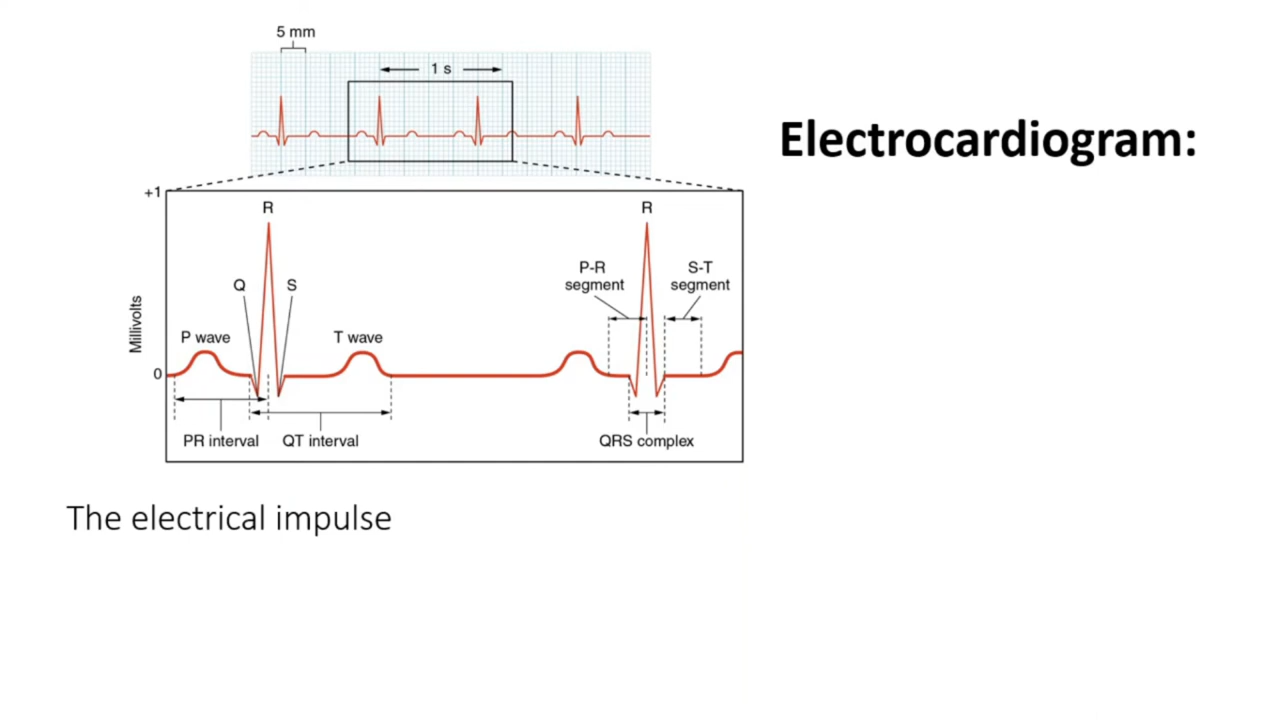 5 mm
1 s
Electrocardiogram:
+1
R
R
P-R
segment
S-T
segment
Q
S
Millivolts
P wave
T wave
0
PR interval
QT interval
QRS complex
The electrical impulse